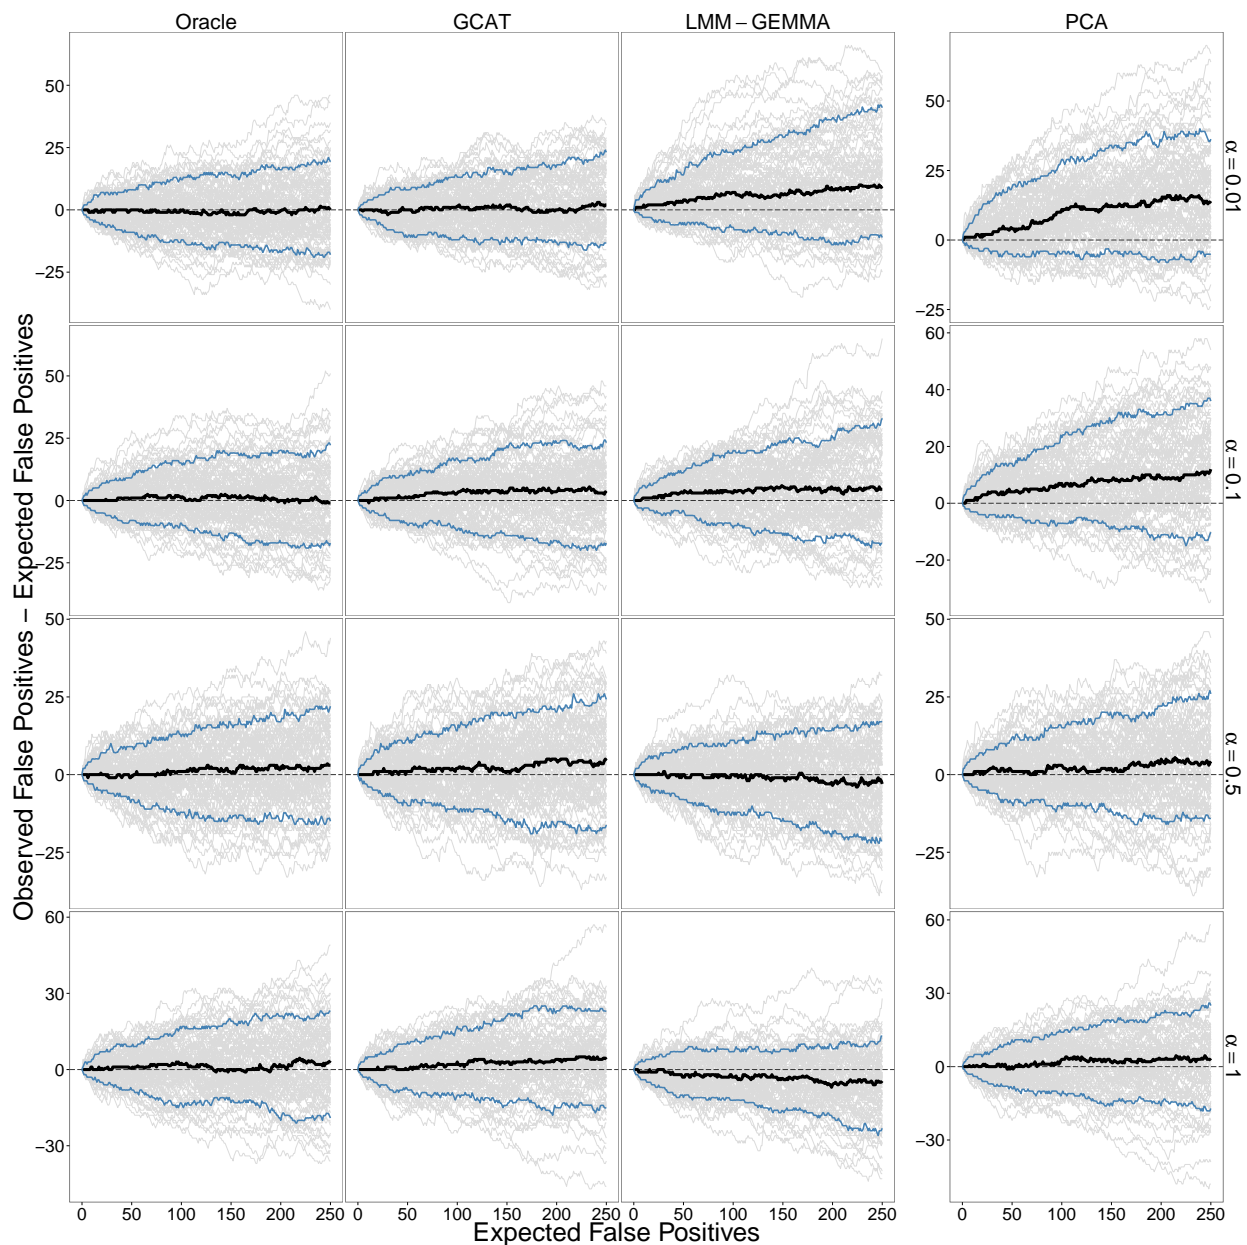 Oracle GCAT LMM – GEMMA PCA
Observed False Positives – Expected False Positives
50 25 0 −25
50 25 0 −25
α = 0.01
50 25 0 −25
60 40 20 0 −20
α = 0.1
50 25 0 −25
50 25 0 −25
α = 0.5
60 30 0 −30
60 30 0 −30
α = 1
0 50 100 150 200 250 0 50 100 150 200 250 0 50 100 150 200 250 0 50 100 150 200 250
Expected False Positives